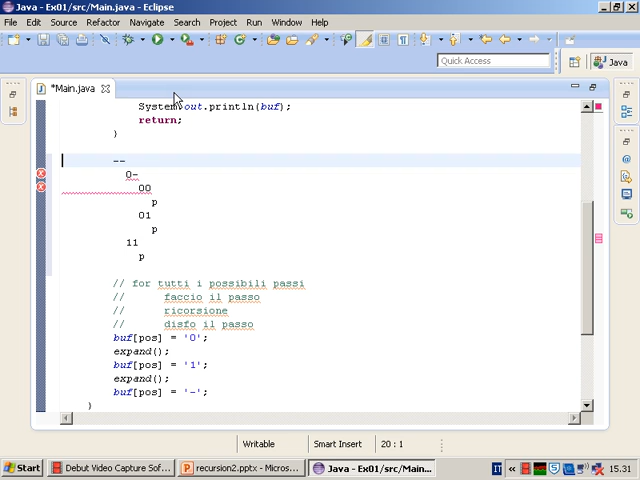 Java - Ex01/src/Main.java - Eclipse
File Edit Source Refactor Navigate Search Project Run Window Help
Quick Access
Java
*Main.java
System.out.println(buf);
return;
}
--
0-
00
p
01
p
11
p
// for tutti i possibili passi
// faccio il passo
// ricorsione
// disfo il passo
buf[pos] = '0';
expand();
buf[pos] = '1';
expand();
buf[pos] = '-';
}
Writable Smart Insert 20 : 1
Start Debut Video Capture Sof... recursion2.pptx - Micros... Java - Ex01/src/Main... IT « 15.31